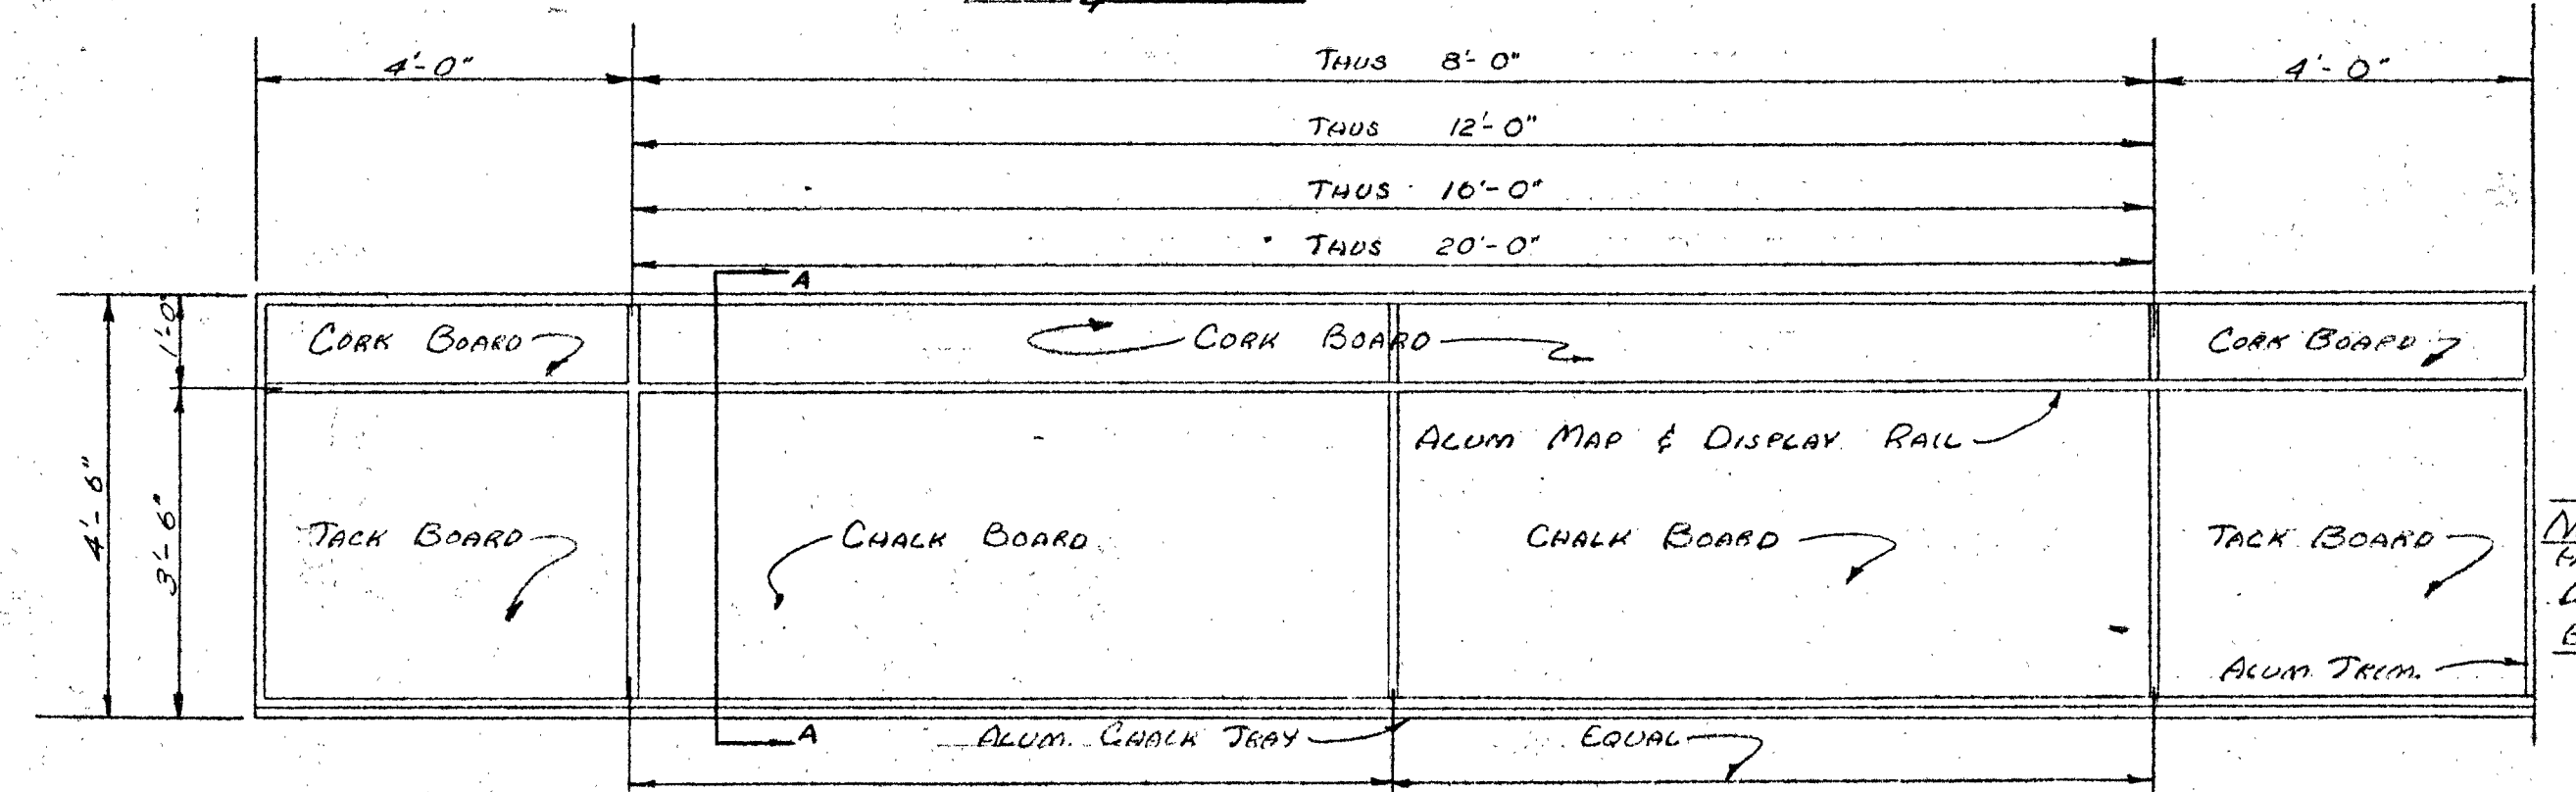 4'-0"
THUS 8'-0"
4'-0"
THUS 12'-0"
THUS 16'-0"
THUS 20'-0"
A
1'-0"
CORK BOARD
CORK BOARD
CORK BOARD
ALUM MAP & DISPLAY RAIL
4'-6"
3'-6"
TACK BOARD
CHALK BOARD
CHALK BOARD
TACK BOARD
ALUM TRIM.
A
ALUM. CHALK TRAY
EQUAL